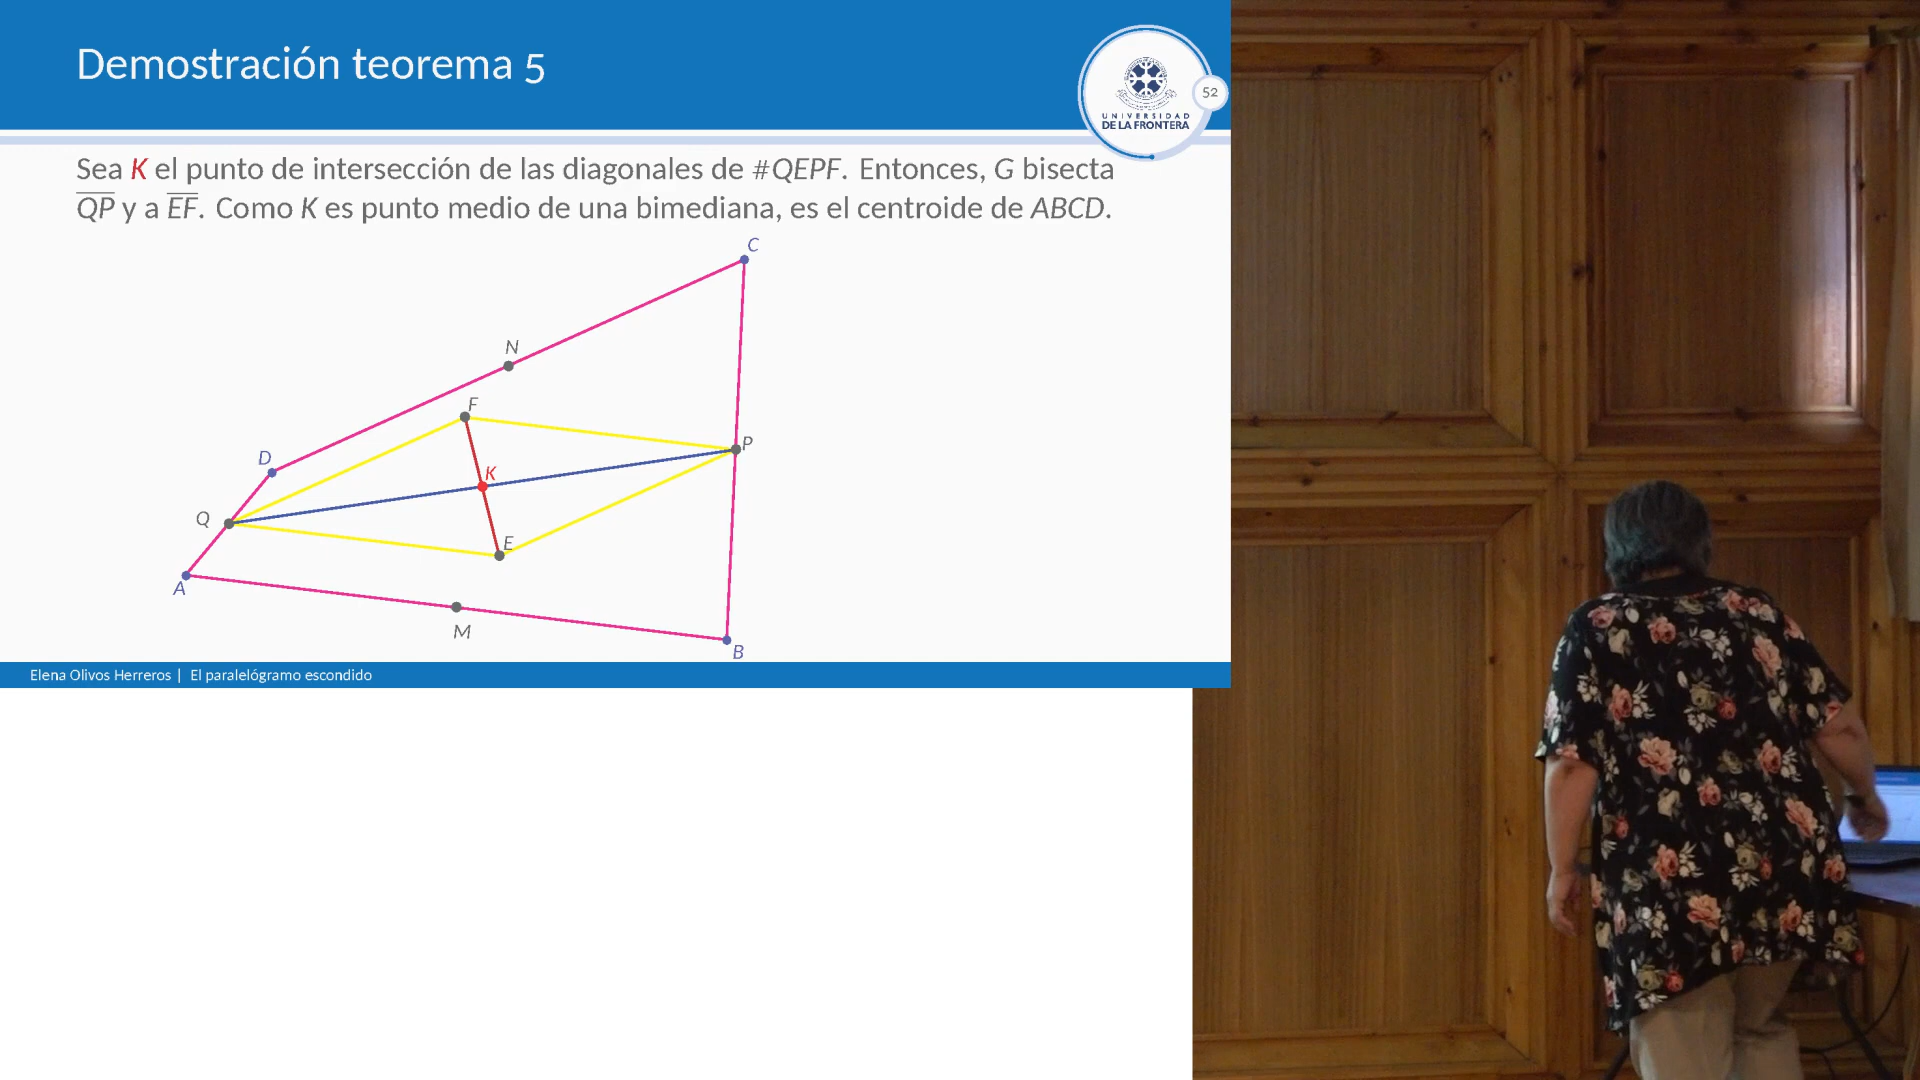 Demostración teorema 5
52
UNIVERSIDAD
DE LA FRONTERA
Sea K el punto de intersección de las diagonales de #QEPF. Entonces, G bisecta
QP y a EF. Como K es punto medio de una bimediana, es el centroide de ABCD.
C
N
F
P
D
K
Q
E
A
M
B
Elena Olivos Herreros | El paralelógramo escondido